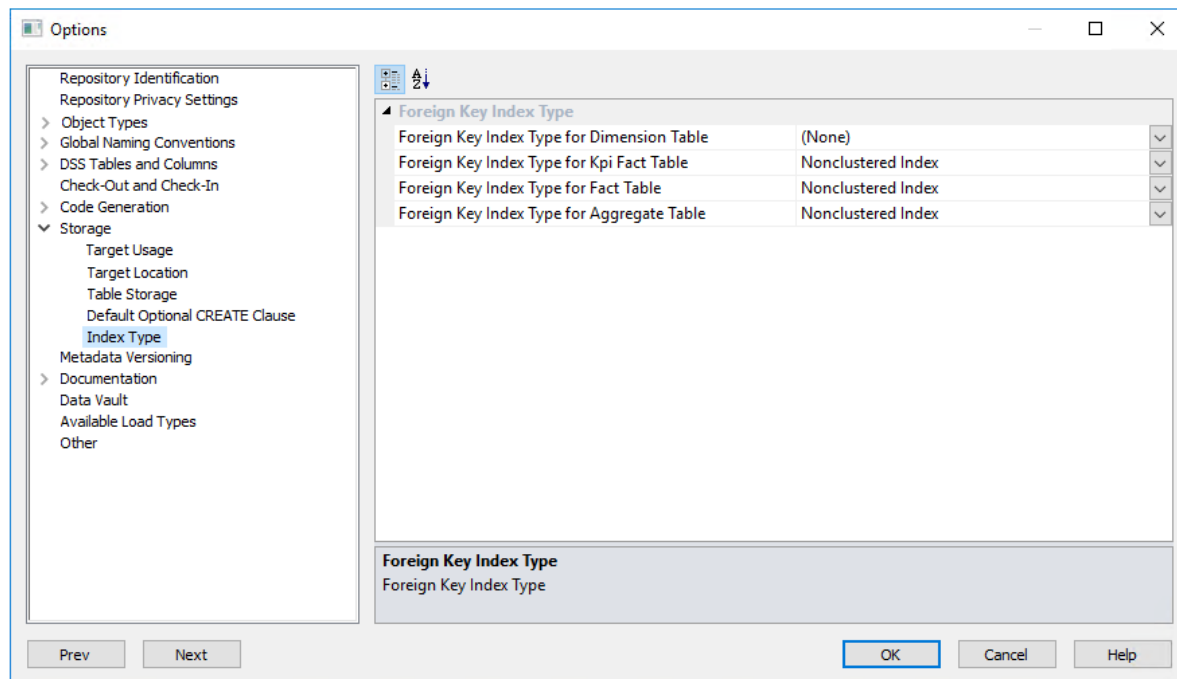 Options
Repository Identification
Repository Privacy Settings
Object Types
Global Naming Conventions
DSS Tables and Columns
Check-Out and Check-In
Code Generation
Storage
Target Usage
Target Location
Table Storage
Default Optional CREATE Clause
Index Type
Metadata Versioning
Documentation
Data Vault
Available Load Types
Other
Foreign Key Index Type
Foreign Key Index Type for Dimension Table (None)
Foreign Key Index Type for Kpi Fact Table Nonclustered Index
Foreign Key Index Type for Fact Table Nonclustered Index
Foreign Key Index Type for Aggregate Table Nonclustered Index
Foreign Key Index Type
Foreign Key Index Type
Prev Next OK Cancel Help